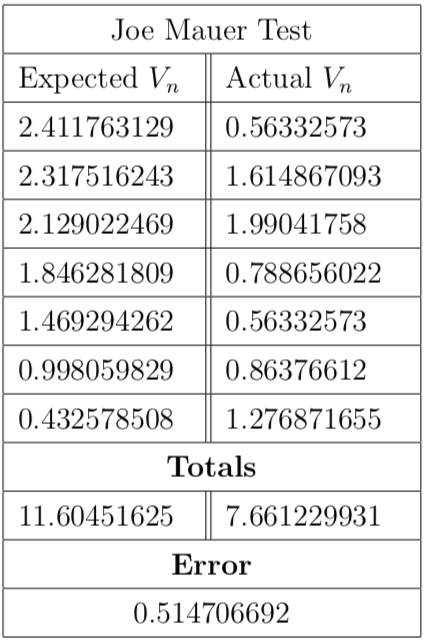 Joe Mauer Test
Expected Vn Actual Vn
2.411763129 0.56332573
2.317516243 1.614867093
2.129022469 1.99041758
1.846281809 0.788656022
1.469294262 0.56332573
0.998059829 0.86376612
0.432578508 1.276871655
Totals
11.60451625 7.661229931
Error
0.514706692